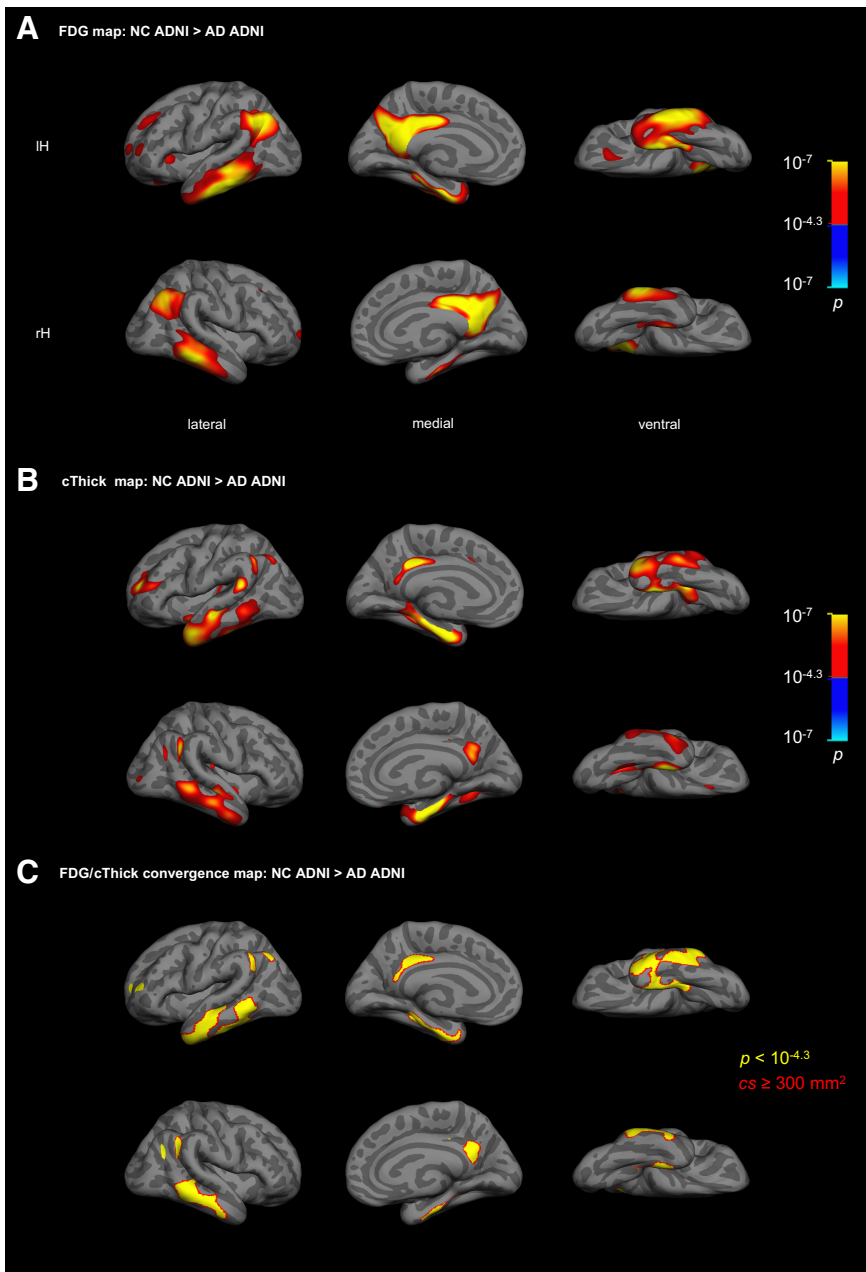 A FDG map: NC ADNI > AD ADNI
lH
10-7
10-4.3
10-7
p
rH
lateral medial ventral
B cThick map: NC ADNI > AD ADNI
10-7
10-4.3
10-7
p
C FDG/cThick convergence map: NC ADNI > AD ADNI
p < 10-4.3
cs ≥ 300 mm2